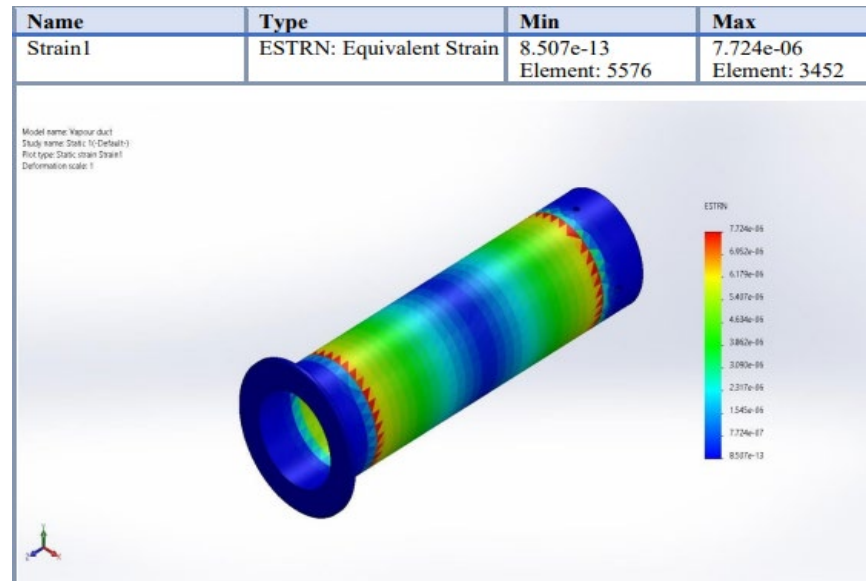 Name Type Min Max
Strain1 ESTRN: Equivalent Strain 8.507e-13 7.724e-06
Element: 5576 Element: 3452
Model name: Vapour duct
Study name: Static 1(-Default-)
Plot type: Static strain Strain1
Deformation scale: 1
ESTRN
7.724e-06
6.952e-06
6.179e-06
5.407e-06
4.634e-06
3.862e-06
3.090e-06
2.317e-06
1.545e-06
7.724e-07
8.507e-13
Y
Z X